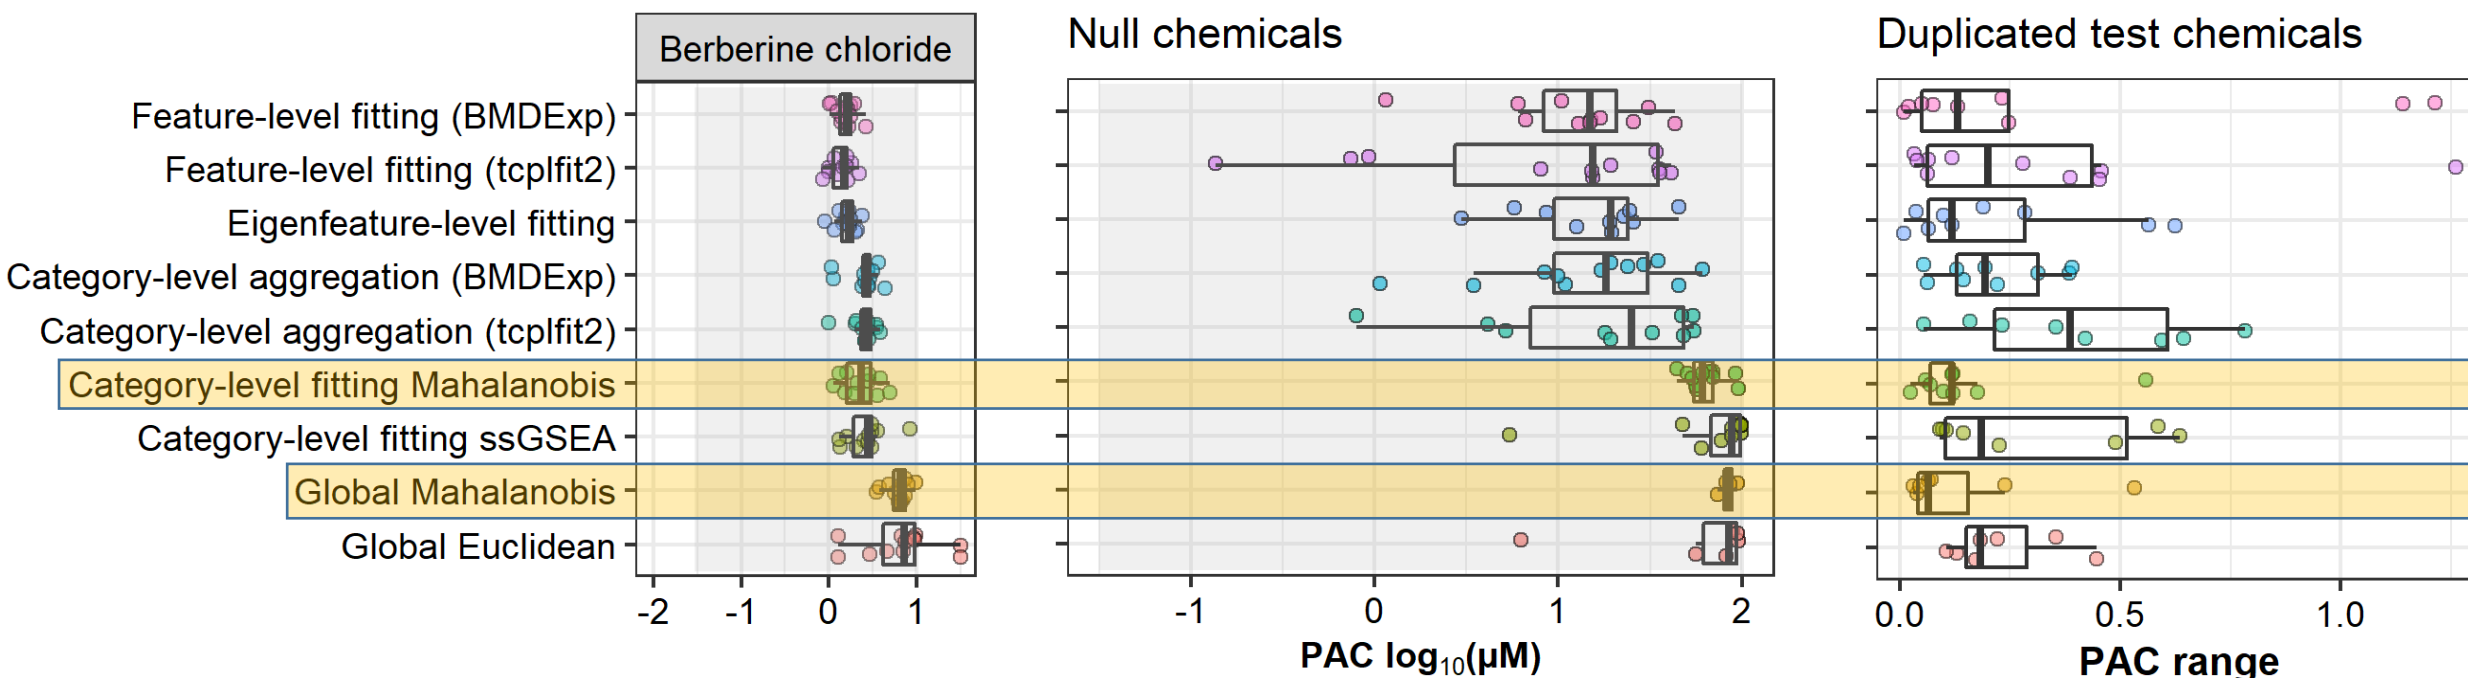 Berberine chloride
Null chemicals
Duplicated test chemicals
Feature-level fitting (BMDExp)
Feature-level fitting (tcplfit2)
Eigenfeature-level fitting
Category-level aggregation (BMDExp)
Category-level aggregation (tcplfit2)
Category-level fitting Mahalanobis
Category-level fitting ssGSEA
Global Mahalanobis
Global Euclidean
-2 -1 0 1
-1 0 1 2
0.0 0.5 1.0
PAC log₁₀(µM)
PAC range